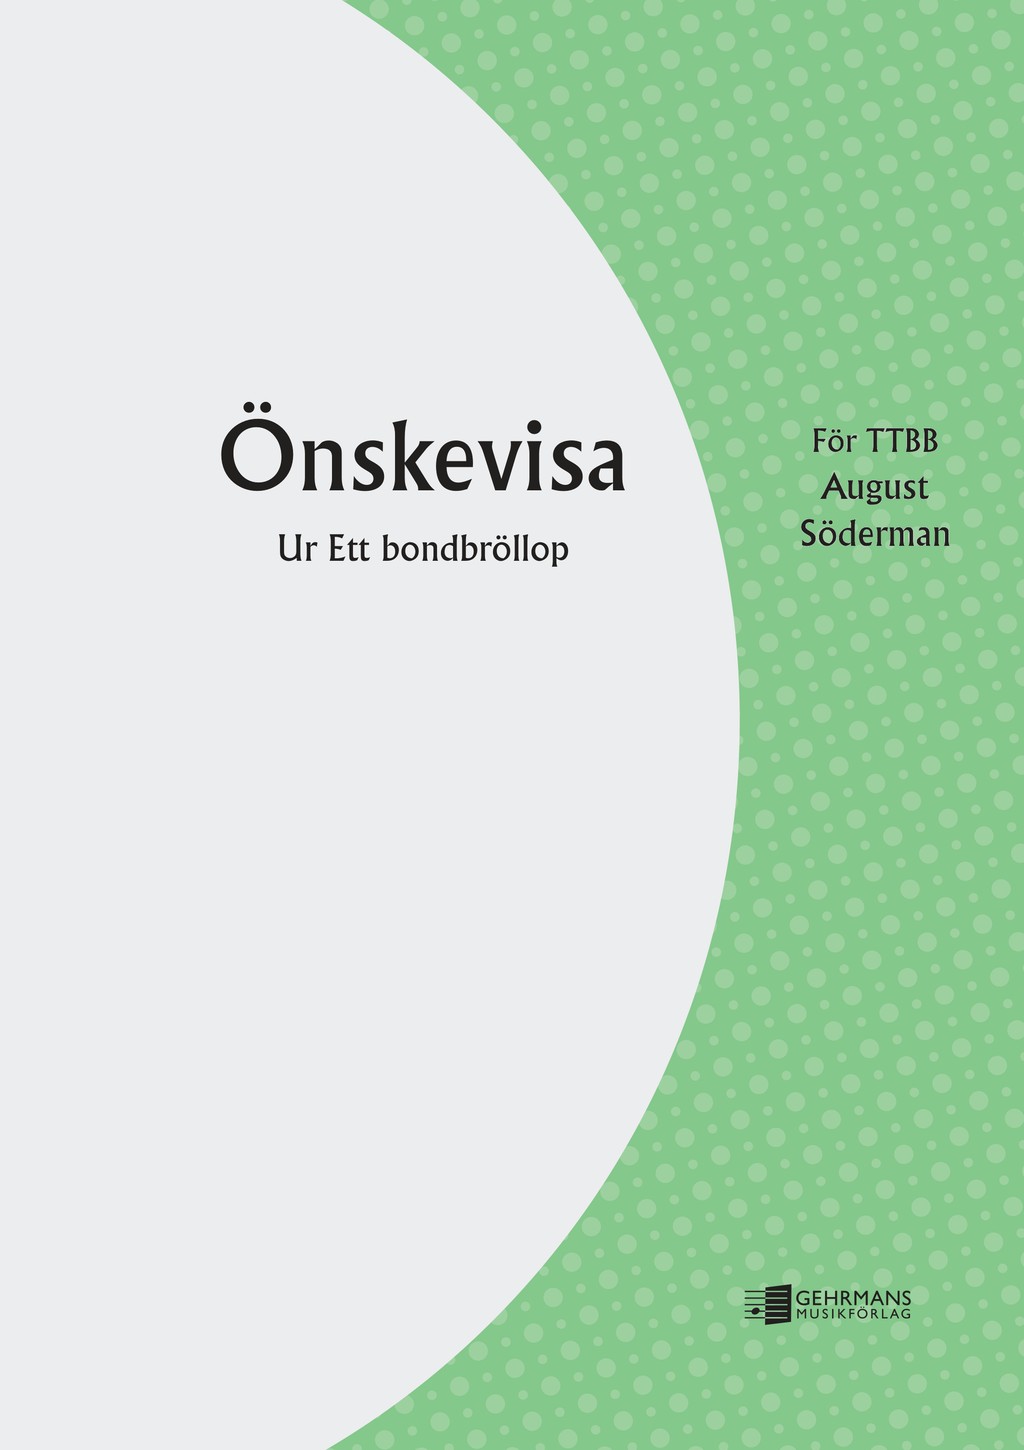 Önskevisa
Ur Ett bondbröllop
För TTBB
August
Söderman
GEHRMANS
MUSIKFÖRLAG